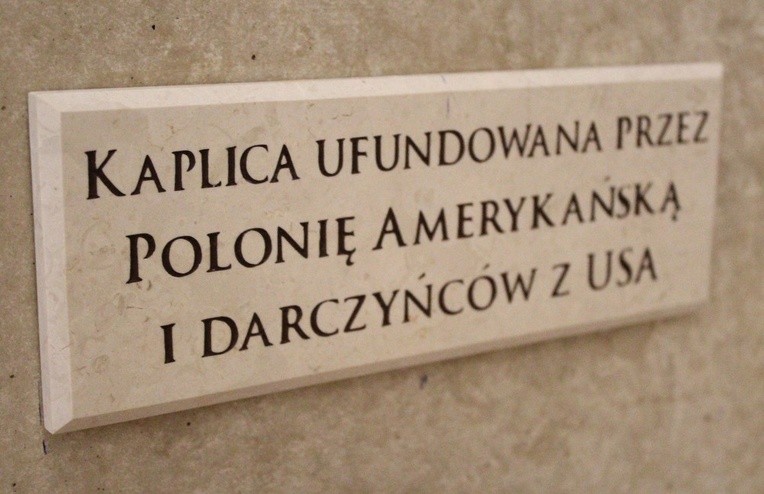 KAPLICA UFUNDOWANA PRZEZ
POLONIĘ AMERYKAŃSKĄ
I DARCZYŃCÓW Z USA